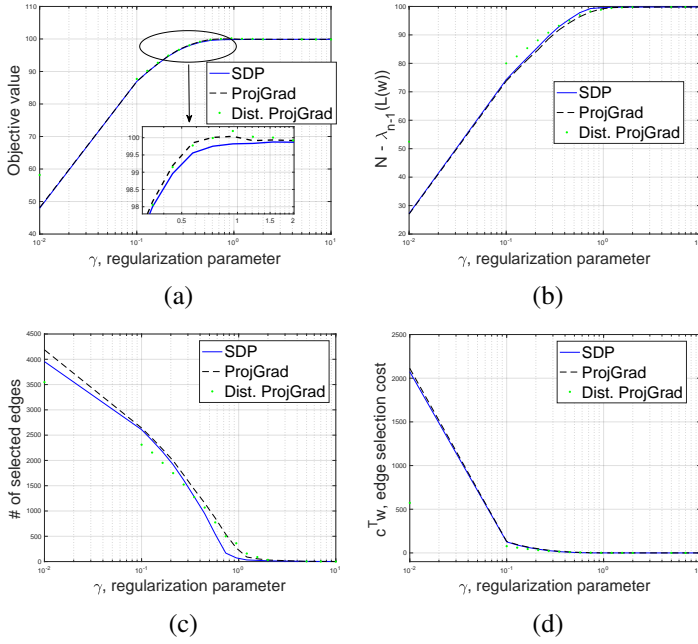 100
90
80
70
60
50
40
Objective value
SDP
ProjGrad
Dist. ProjGrad
100
99.5
99
98.5
98
0.5
1
1.5
2
10^-2
10^-1
10^0
10^1
γ, regularization parameter
(a)
100
90
80
70
60
50
40
30
20
N - λ_{n-1}(L(w))
SDP
ProjGrad
Dist. ProjGrad
10^-2
10^-1
10^0
γ, regularization parameter
(b)
4500
4000
3500
3000
2500
2000
1500
1000
500
0
# of selected edges
SDP
ProjGrad
Dist. ProjGrad
10^-2
10^-1
10^0
10^1
γ, regularization parameter
(c)
2500
2000
1500
1000
500
0
c^T w, edge selection cost
SDP
ProjGrad
Dist. ProjGrad
10^-2
10^-1
10^0
γ, regularization parameter
(d)